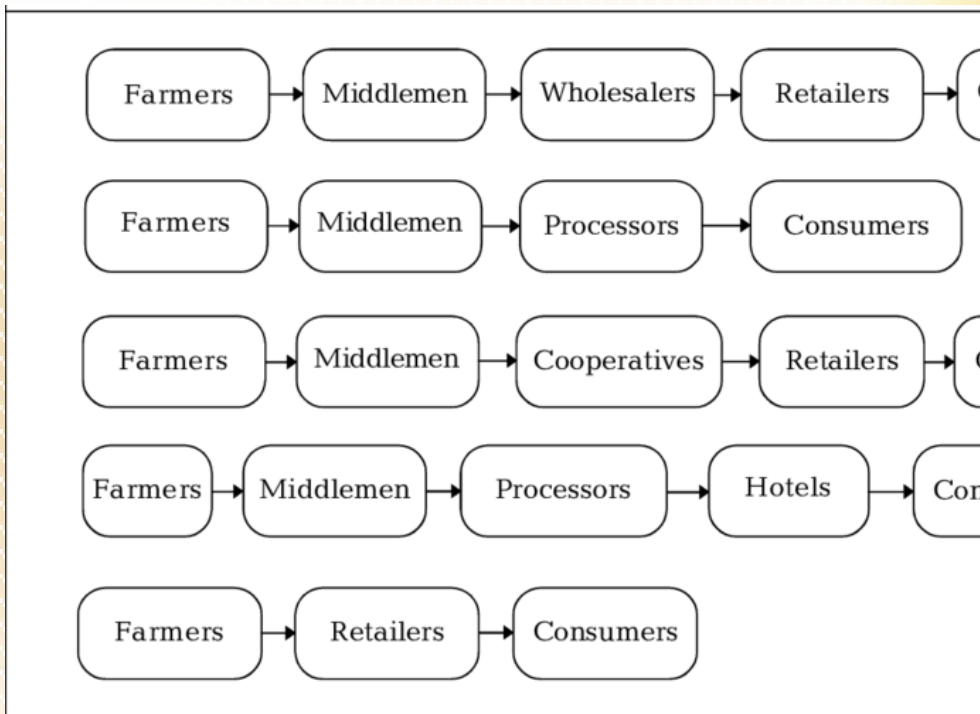 Farmers Middlemen Wholesalers Retailers
Farmers Middlemen Processors Consumers
Farmers Middlemen Cooperatives Retailers
Farmers Middlemen Processors Hotels
Farmers Retailers Consumers